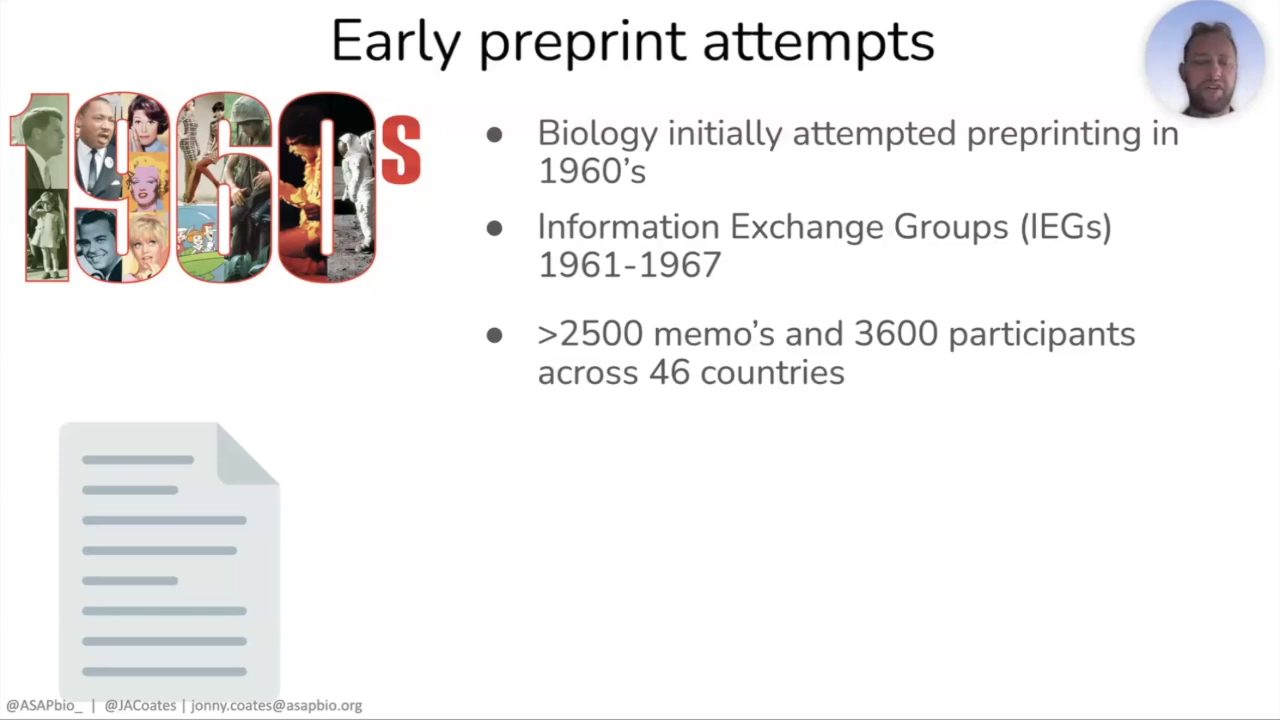 Early preprint attempts
1960s
● Biology initially attempted preprinting in
1960's
● Information Exchange Groups (IEGs)
1961-1967
● >2500 memo's and 3600 participants
across 46 countries
@ASAPbio_ | @JACoates | jonny.coates@asapbio.org